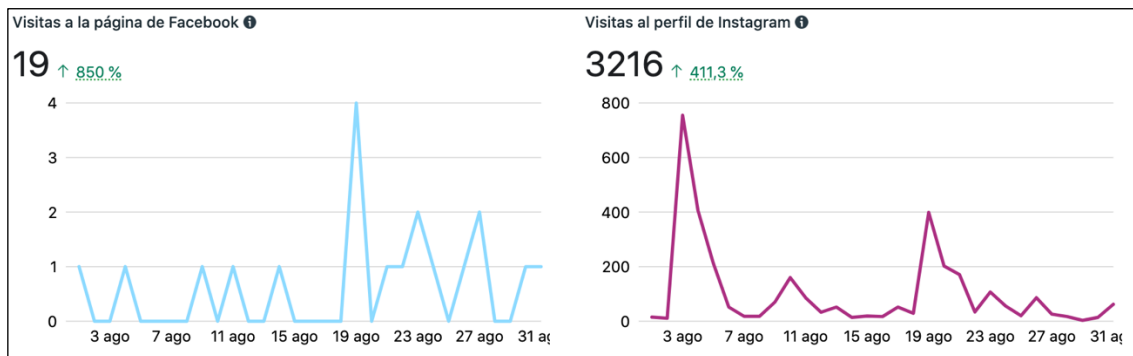 Visitas a la página de Facebook
19 ↑ 850 %
4
3
2
1
0
3 ago 7 ago 11 ago 15 ago 19 ago 23 ago 27 ago 31 ag
Visitas al perfil de Instagram
3216 ↑ 411,3 %
800
600
400
200
0
3 ago 7 ago 11 ago 15 ago 19 ago 23 ago 27 ago 31 ago